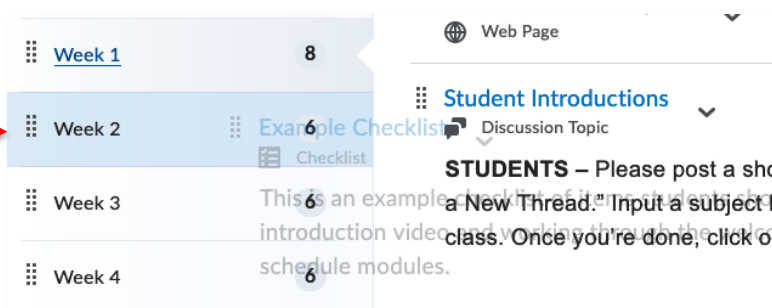 Web Page
Week 1 8
Student Introductions
Week 2 6
Example Checklist
Discussion Topic
Checklist
STUDENTS – Please post a sho
This is an example checklist of items students sho
Week 3 6
a New Thread." Input a subject
introduction video and working through the welco
class. Once you're done, click o
schedule modules.
Week 4 6